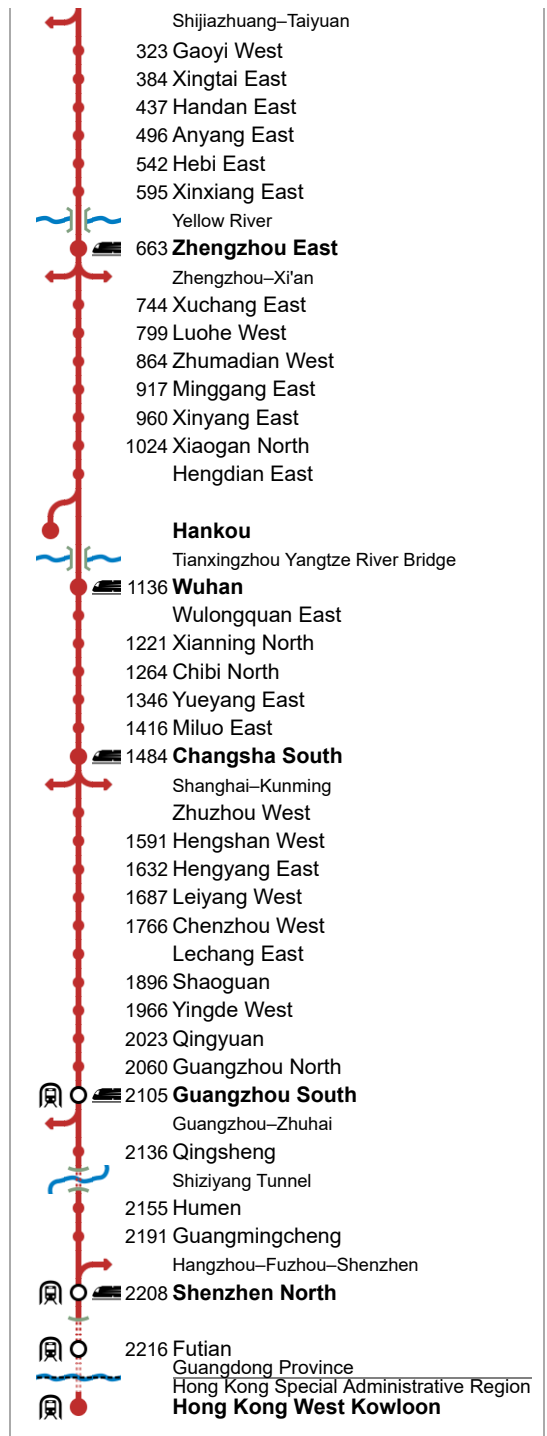 Shijiazhuang–Taiyuan
323 Gaoyi West
384 Xingtai East
437 Handan East
496 Anyang East
542 Hebi East
595 Xinxiang East
Yellow River
663 Zhengzhou East
Zhengzhou–Xi'an
744 Xuchang East
799 Luohe West
864 Zhumadian West
917 Minggang East
960 Xinyang East
1024 Xiaogan North
Hengdian East
Hankou
Tianxingzhou Yangtze River Bridge
1136 Wuhan
Wulongquan East
1221 Xianning North
1264 Chibi North
1346 Yueyang East
1416 Miluo East
1484 Changsha South
Shanghai–Kunming
Zhuzhou West
1591 Hengshan West
1632 Hengyang East
1687 Leiyang West
1766 Chenzhou West
Lechang East
1896 Shaoguan
1966 Yingde West
2023 Qingyuan
2060 Guangzhou North
2105 Guangzhou South
Guangzhou–Zhuhai
2136 Qingsheng
Shiziyang Tunnel
2155 Humen
2191 Guangmingcheng
Hangzhou–Fuzhou–Shenzhen
2208 Shenzhen North
2216 Futian
Guangdong Province
Hong Kong Special Administrative Region
Hong Kong West Kowloon